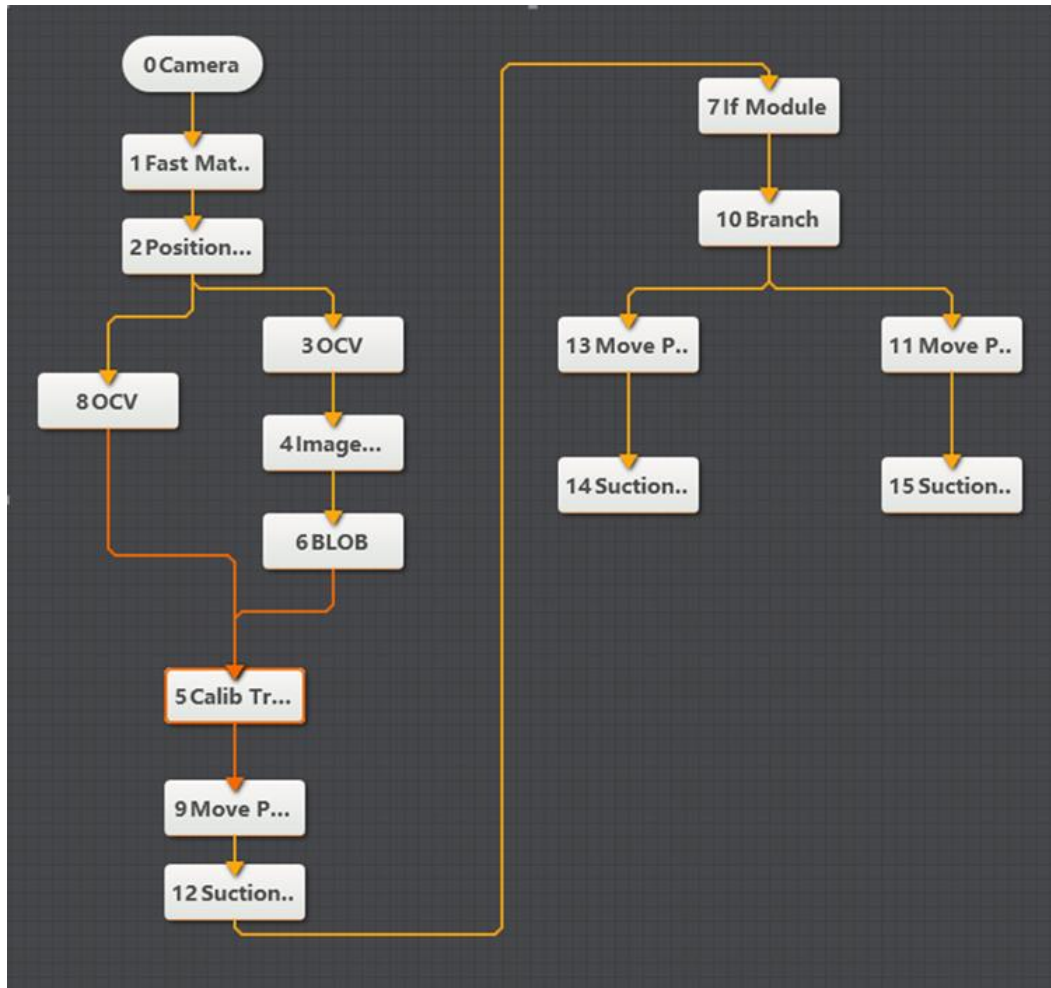 0 Camera
1 Fast Mat..
2 Position...
3 OCV
8 OCV
4 Image...
6 BLOB
5 Calib Tr...
9 Move P...
12 Suction..
7 If Module
10 Branch
13 Move P..
11 Move P..
14 Suction..
15 Suction..